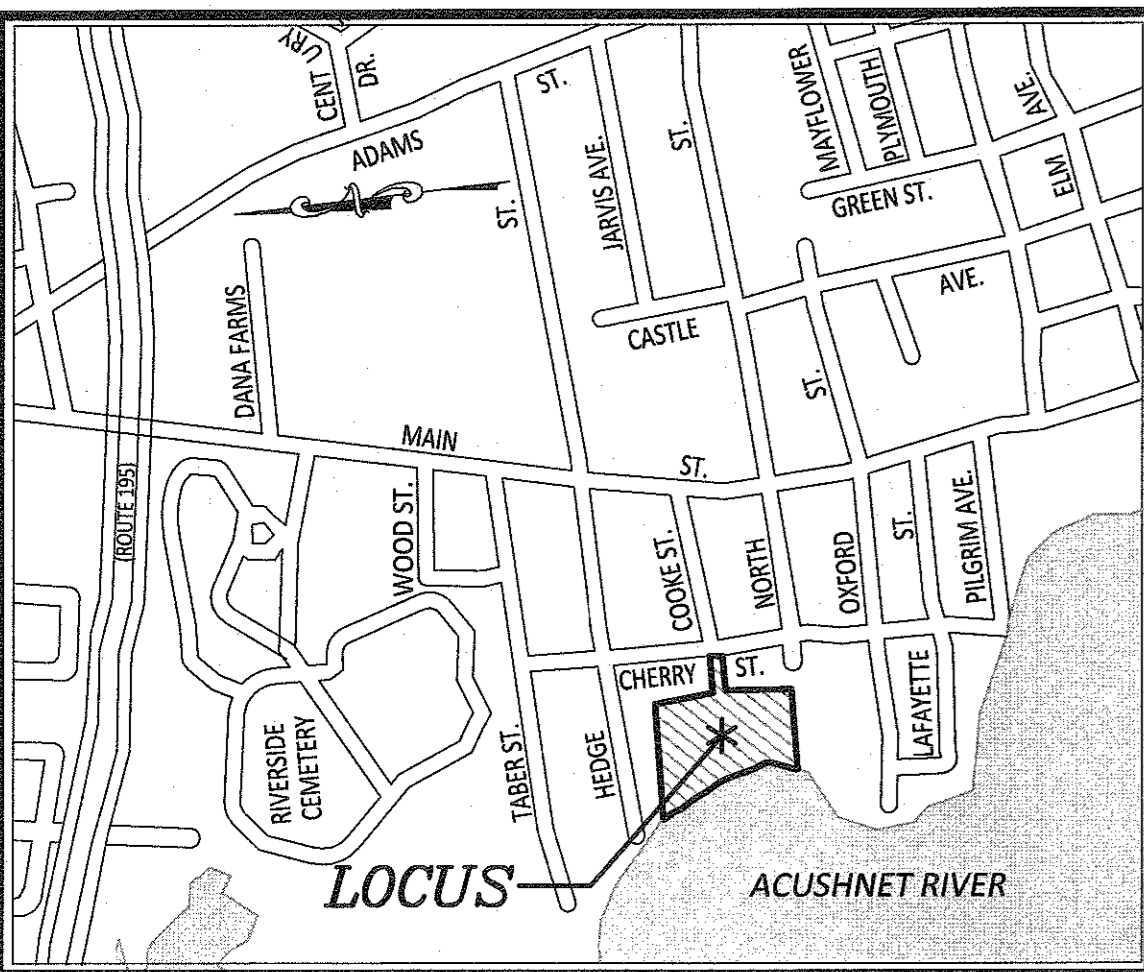 CENTURY
DR.
ADAMS
ST.
ST.
JARVIS AVE.
ST.
MAYFLOWER
PLYMOUTH
AVE.
ELM
GREEN ST.
AVE.
CASTLE
ST.
DANA FARMS
MAIN
ST.
(ROUTE 195)
WOOD ST.
COOKE ST.
NORTH
OXFORD
ST.
PILGRIM AVE.
CHERRY
ST.
LAFAYETTE
RIVERSIDE
CEMETERY
TABER ST.
HEDGE
LOCUS
ACUSHNET RIVER